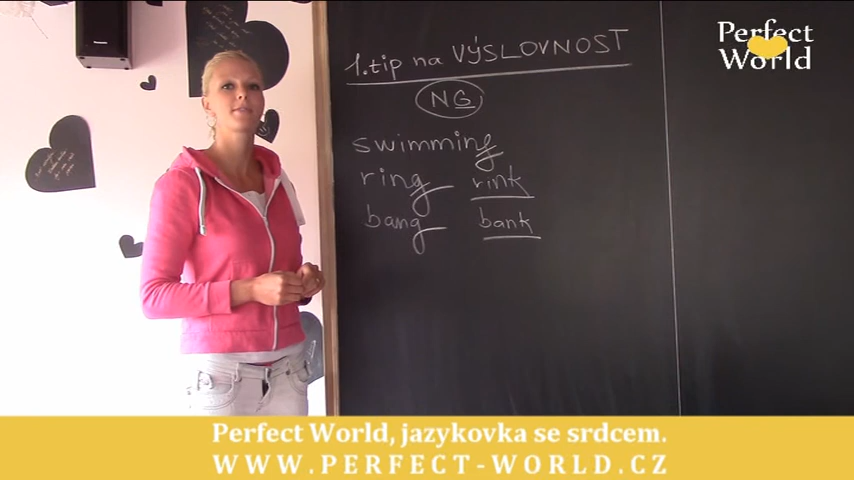 Perfect
World
1. tip na VÝSLOVNOST
NG
swimming
ring rink
bang bank
Perfect World, jazykovka se srdcem.
WWW.PERFECT-WORLD.CZ